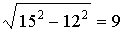 √15² − 12² = 9